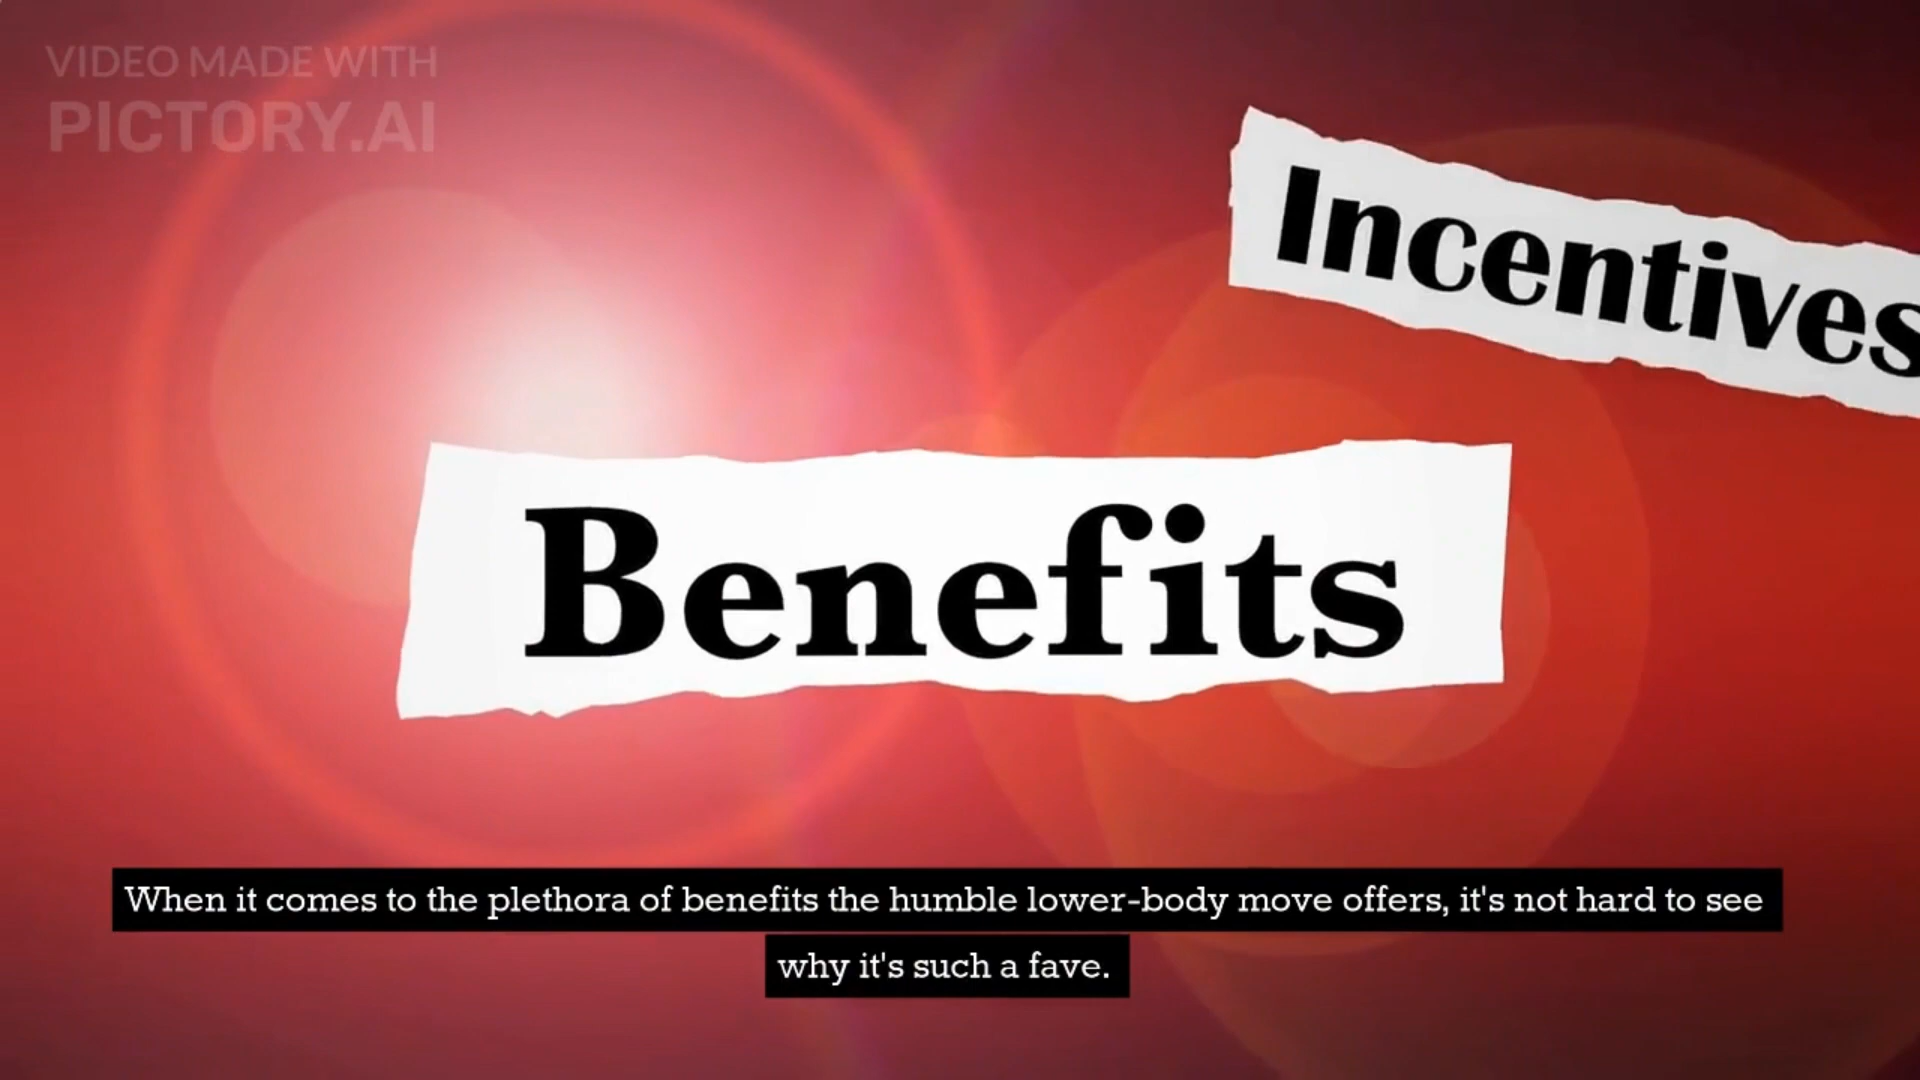 VIDEO MADE WITH
PICTORY.AI
Incentives
Benefits
When it comes to the plethora of benefits the humble lower-body move offers, it's not hard to see
why it's such a fave.